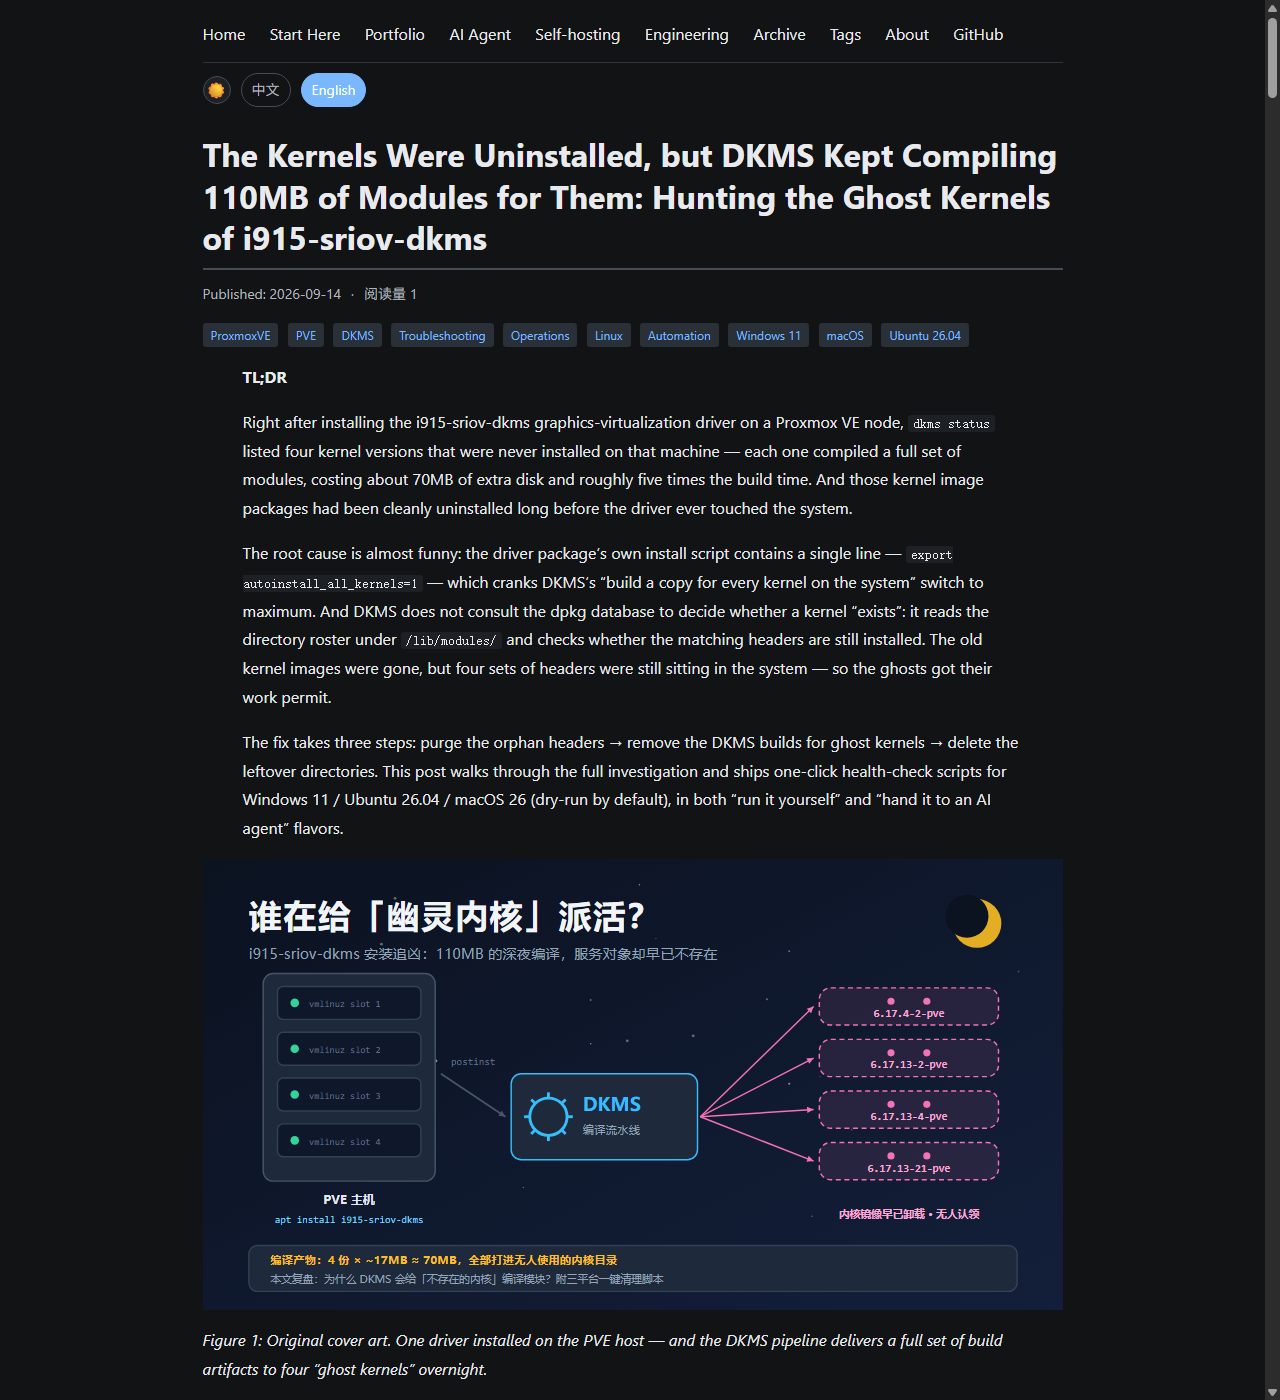 Home Start Here Portfolio AI Agent Self-hosting Engineering Archive Tags About GitHub
中文 English
The Kernels Were Uninstalled, but DKMS Kept Compiling
110MB of Modules for Them: Hunting the Ghost Kernels
of i915-sriov-dkms
Published: 2026-09-14 · 阅读量 1
ProxmoxVE PVE DKMS Troubleshooting Operations Linux Automation Windows 11 macOS Ubuntu 26.04
TL;DR
Right after installing the i915-sriov-dkms graphics-virtualization driver on a Proxmox VE node, dkms status
listed four kernel versions that were never installed on that machine — each one compiled a full set of
modules, costing about 70MB of extra disk and roughly five times the build time. And those kernel image
packages had been cleanly uninstalled long before the driver ever touched the system.
The root cause is almost funny: the driver package’s own install script contains a single line — export
autoinstall_all_kernels=1 — which cranks DKMS’s “build a copy for every kernel on the system” switch to
maximum. And DKMS does not consult the dpkg database to decide whether a kernel “exists”: it reads the
directory roster under /lib/modules/ and checks whether the matching headers are still installed. The old
kernel images were gone, but four sets of headers were still sitting in the system — so the ghosts got their
work permit.
The fix takes three steps: purge the orphan headers → remove the DKMS builds for ghost kernels → delete the
leftover directories. This post walks through the full investigation and ships one-click health-check scripts for
Windows 11 / Ubuntu 26.04 / macOS 26 (dry-run by default), in both “run it yourself” and “hand it to an AI
agent” flavors.
谁在给「幽灵内核」派活？
i915-sriov-dkms 安装追凶：110MB 的深夜编译，服务对象却早已不存在
vmlinuz slot 1
vmlinuz slot 2
vmlinuz slot 3
vmlinuz slot 4
PVE 主机
apt install i915-sriov-dkms
postinst
DKMS
编译流水线
6.17.4-2-pve
6.17.13-2-pve
6.17.13-4-pve
6.17.13-21-pve
内核镜像早已卸载 · 无人认领
编译产物：4 份 × ~17MB ≈ 70MB，全部打进无人使用的内核目录
本文复盘：为什么 DKMS 会给「不存在的内核」编译模块？附三平台一键清理脚本
Figure 1: Original cover art. One driver installed on the PVE host — and the DKMS pipeline delivers a full set of build
artifacts to four “ghost kernels” overnight.